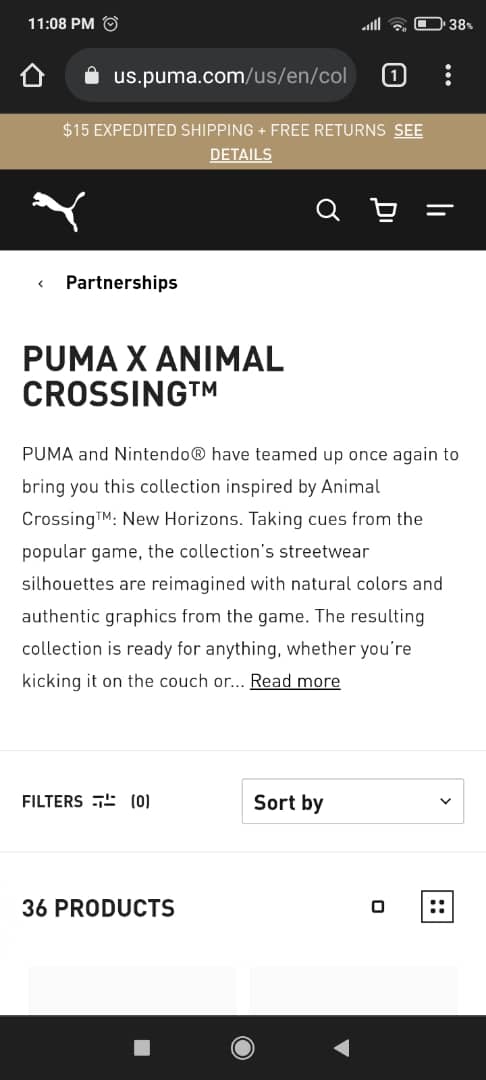 11:08 PM
38%
us.puma.com/us/en/col
1
$15 EXPEDITED SHIPPING + FREE RETURNS SEE
DETAILS
Partnerships
PUMA X ANIMAL
CROSSING™
PUMA and Nintendo® have teamed up once again to
bring you this collection inspired by Animal
Crossing™: New Horizons. Taking cues from the
popular game, the collection's streetwear
silhouettes are reimagined with natural colors and
authentic graphics from the game. The resulting
collection is ready for anything, whether you're
kicking it on the couch or... Read more
FILTERS (0)
Sort by
36 PRODUCTS